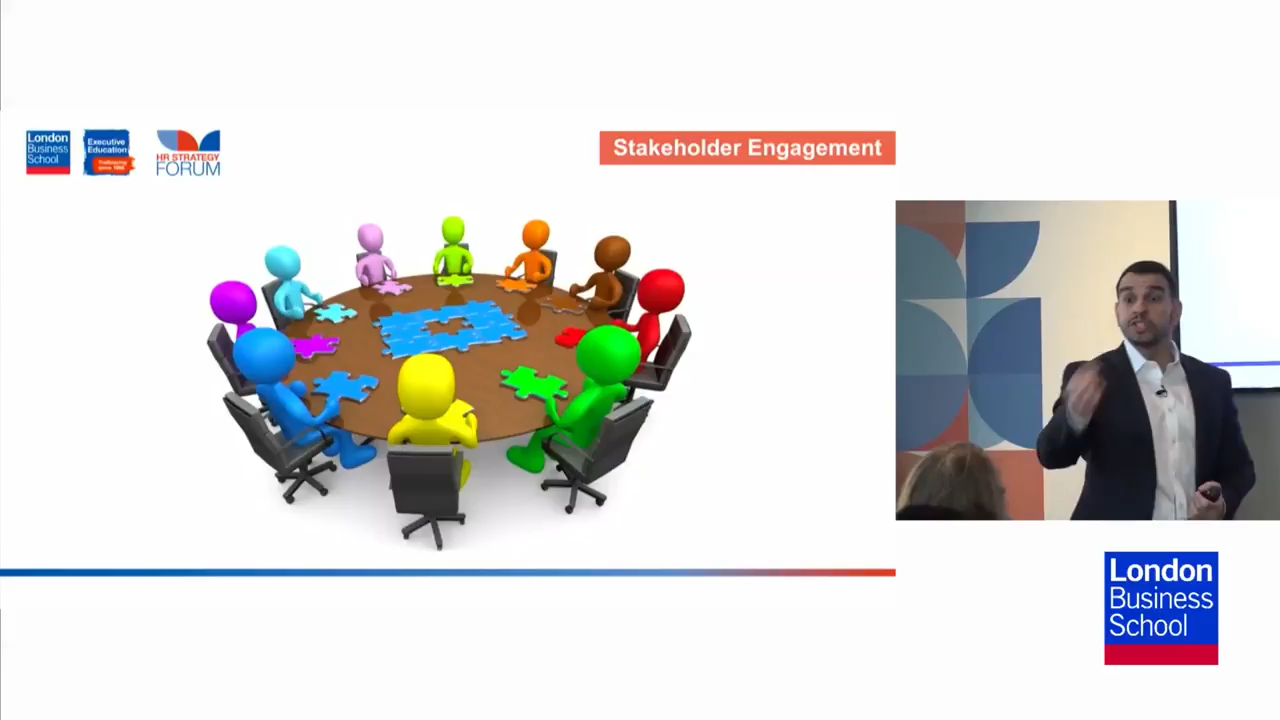 London
Business
School
Executive
Education
HR STRATEGY
FORUM
Stakeholder Engagement
London
Business
School